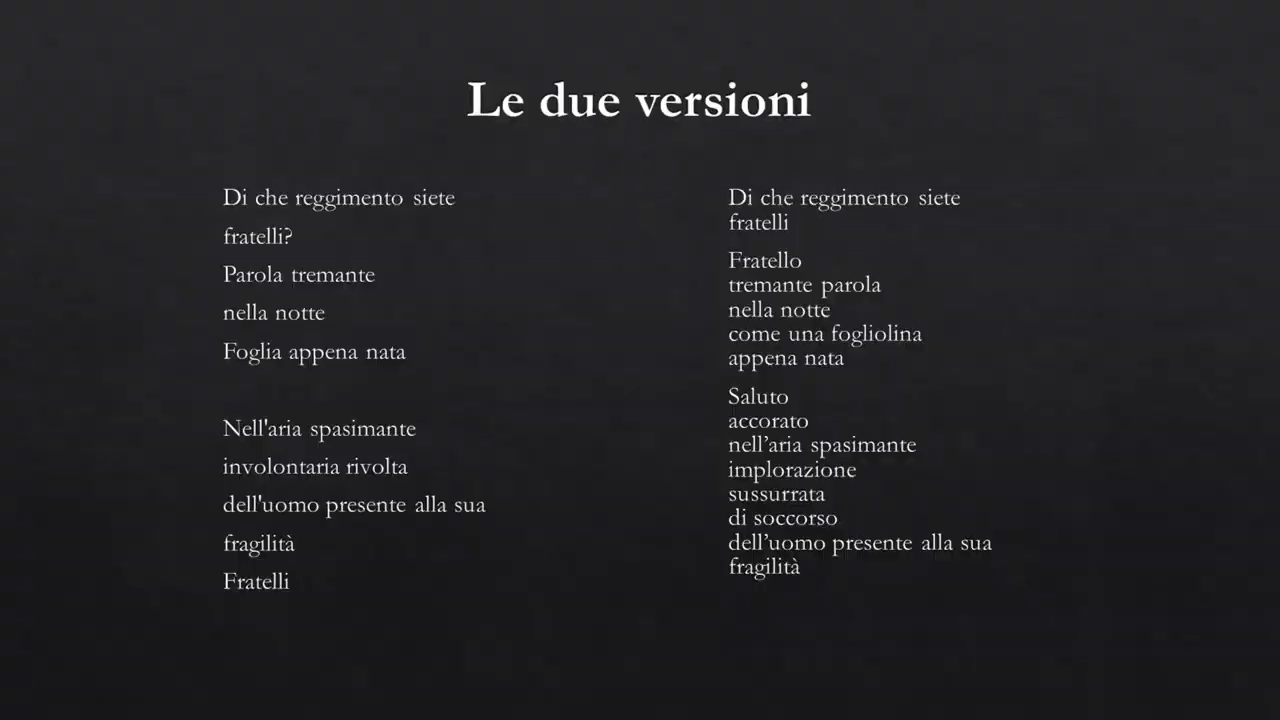 Le due versioni
Di che reggimento siete
fratelli?
Parola tremante
nella notte
Foglia appena nata
Nell'aria spasimante
involontaria rivolta
dell'uomo presente alla sua
fragilità
Fratelli
Di che reggimento siete
fratelli
Fratello
tremante parola
nella notte
come una fogliolina
appena nata
Saluto
accorato
nell’aria spasimante
implorazione
sussurrata
di soccorso
dell’uomo presente alla sua
fragilità